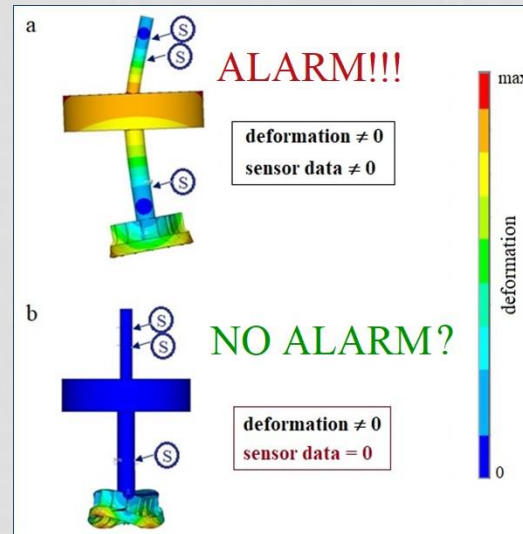 a
S
S
ALARM!!!
deformation ≠ 0
sensor data ≠ 0
S
max
deformation
0
b
S
S
NO ALARM?
deformation ≠ 0
sensor data = 0
S